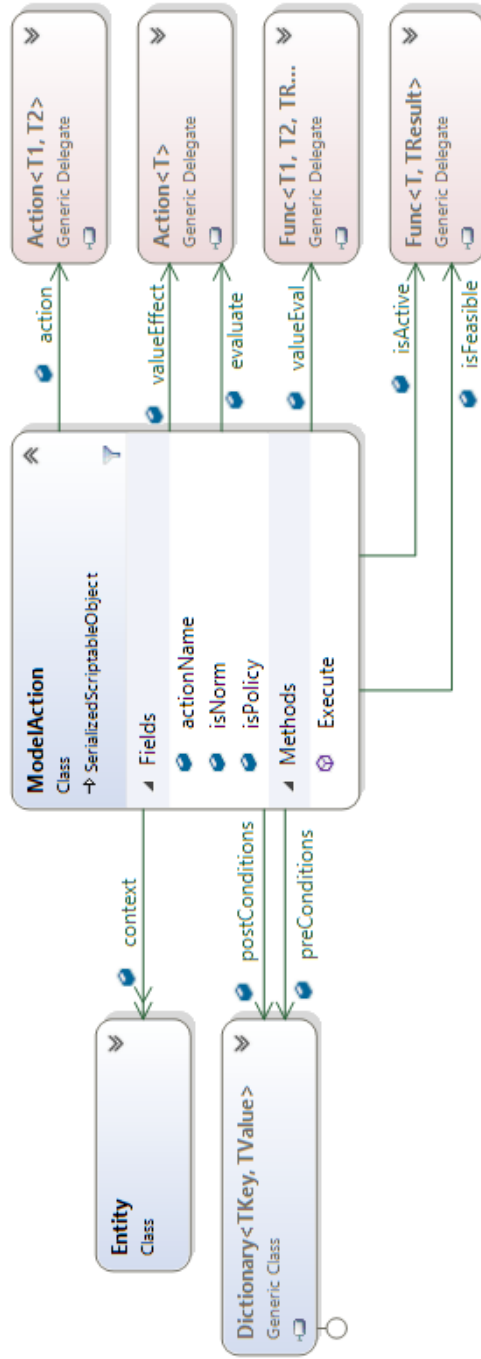 Entity
Class
Dictionary<TKey, TValue>
Generic Class
context
postConditions
preConditions
ModelAction
Class
SerializedScriptableObject
Fields
actionName
isNorm
isPolicy
Methods
Execute
action
valueEffect
evaluate
valueEval
isActive
isFeasible
Action<T1, T2>
Generic Delegate
Action<T>
Generic Delegate
Func<T1, T2, TR...
Generic Delegate
Func<T, TResult>
Generic Delegate